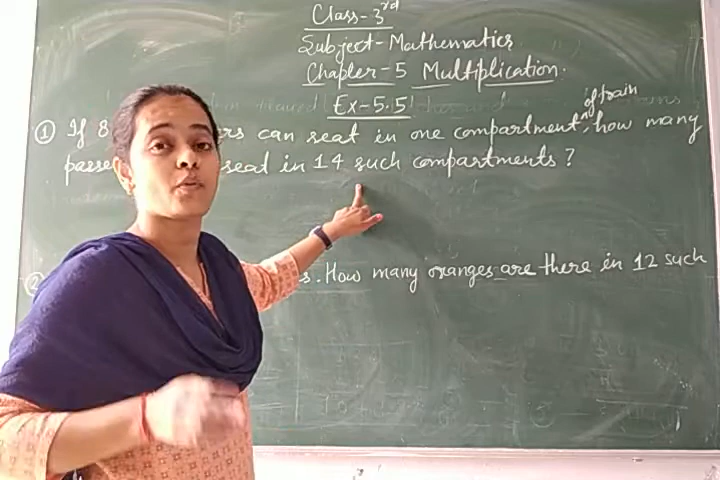 Class-3rd
Subject-Mathematics
Chapter-5 Multiplication.
Ex-5.5
① If 8 rs can seat in one compartment of train, how many
passe seat in 14 such compartments?
② s. How many oranges are there in 12 such